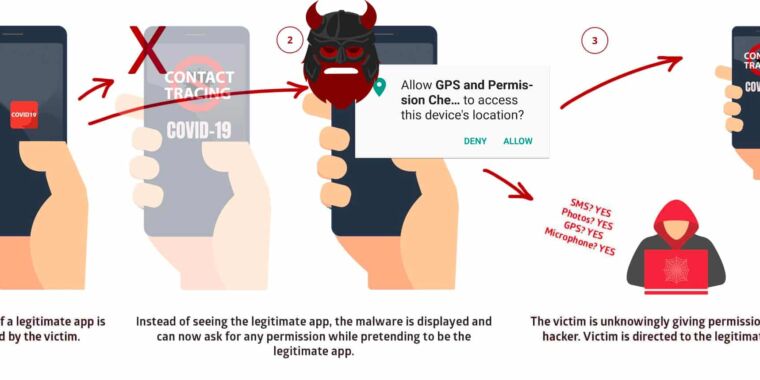 COVID19
X
CONTACT
TRACING
COVID-19
2
Allow GPS and Permis-
sion Che... to access
this device's location?
DENY ALLOW
3
SMS? YES
Photos? YES
GPS? YES
Microphone? YES
f a legitimate app is
d by the victim.
Instead of seeing the legitimate app, the malware is displayed and
can now ask for any permission while pretending to be the
legitimate app.
The victim is unknowingly giving permissio
hacker. Victim is directed to the legitimat